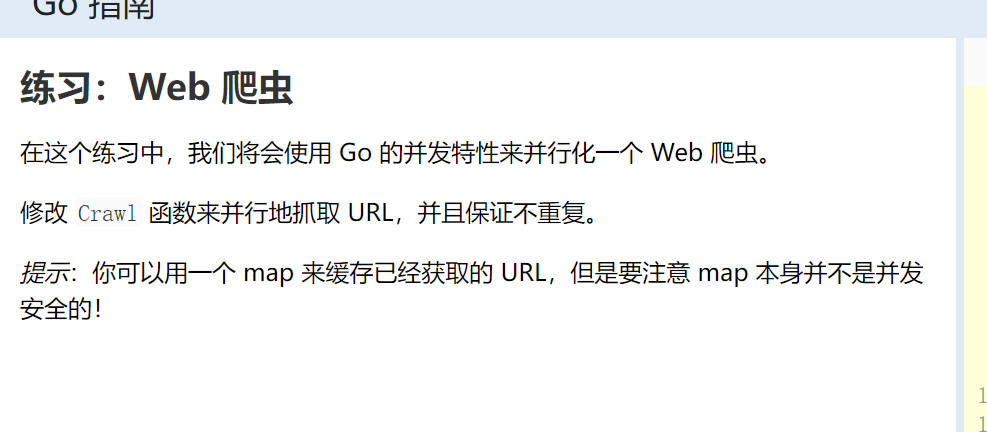 Go 指南
练习：Web 爬虫
在这个练习中，我们将会使用 Go 的并发特性来并行化一个 Web 爬虫。
修改 Crawl 函数来并行地抓取 URL，并且保证不重复。
提示：你可以用一个 map 来缓存已经获取的 URL，但是要注意 map 本身并不是并发
安全的！
1
1